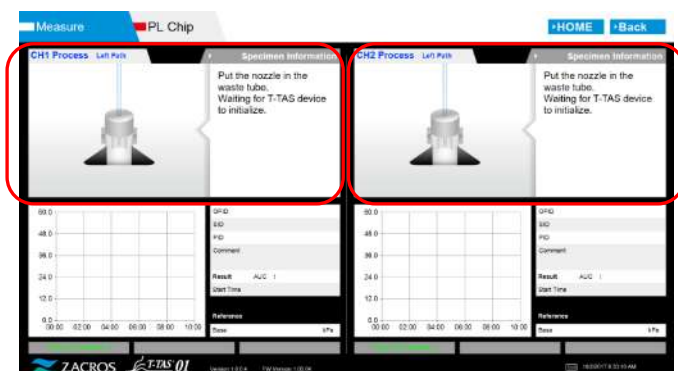 Measure
PL Chip
HOME
Back
CH1 Process Left Path
Specimen Information
Put the nozzle in the
waste tube.
Waiting for T-TAS device
to initialize.
CH2 Process Left Path
Specimen Information
Put the nozzle in the
waste tube.
Waiting for T-TAS device
to initialize.
60.0
48.0
36.0
24.0
12.0
0.0
00:00 02:00 04:00 06:00 08:00 10:00
OPID
SID
PID
Comment
Result AUC :
Start Time
Reference
Base kPa
60.0
48.0
36.0
24.0
12.0
0.0
00:00 02:00 04:00 06:00 08:00 10:00
OPID
SID
PID
Comment
Result AUC :
Start Time
Reference
Base kPa
ZACROS T-TAS 01